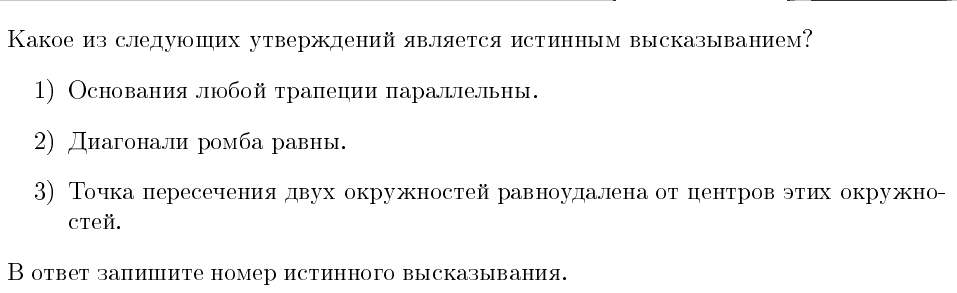 Какое из следующих утверждений является истинным высказыванием?
1) Основания любой трапеции параллельны.
2) Диагонали ромба равны.
3) Точка пересечения двух окружностей равноудалена от центров этих окружно-
стей.
В ответ запишите номер истинного высказывания.